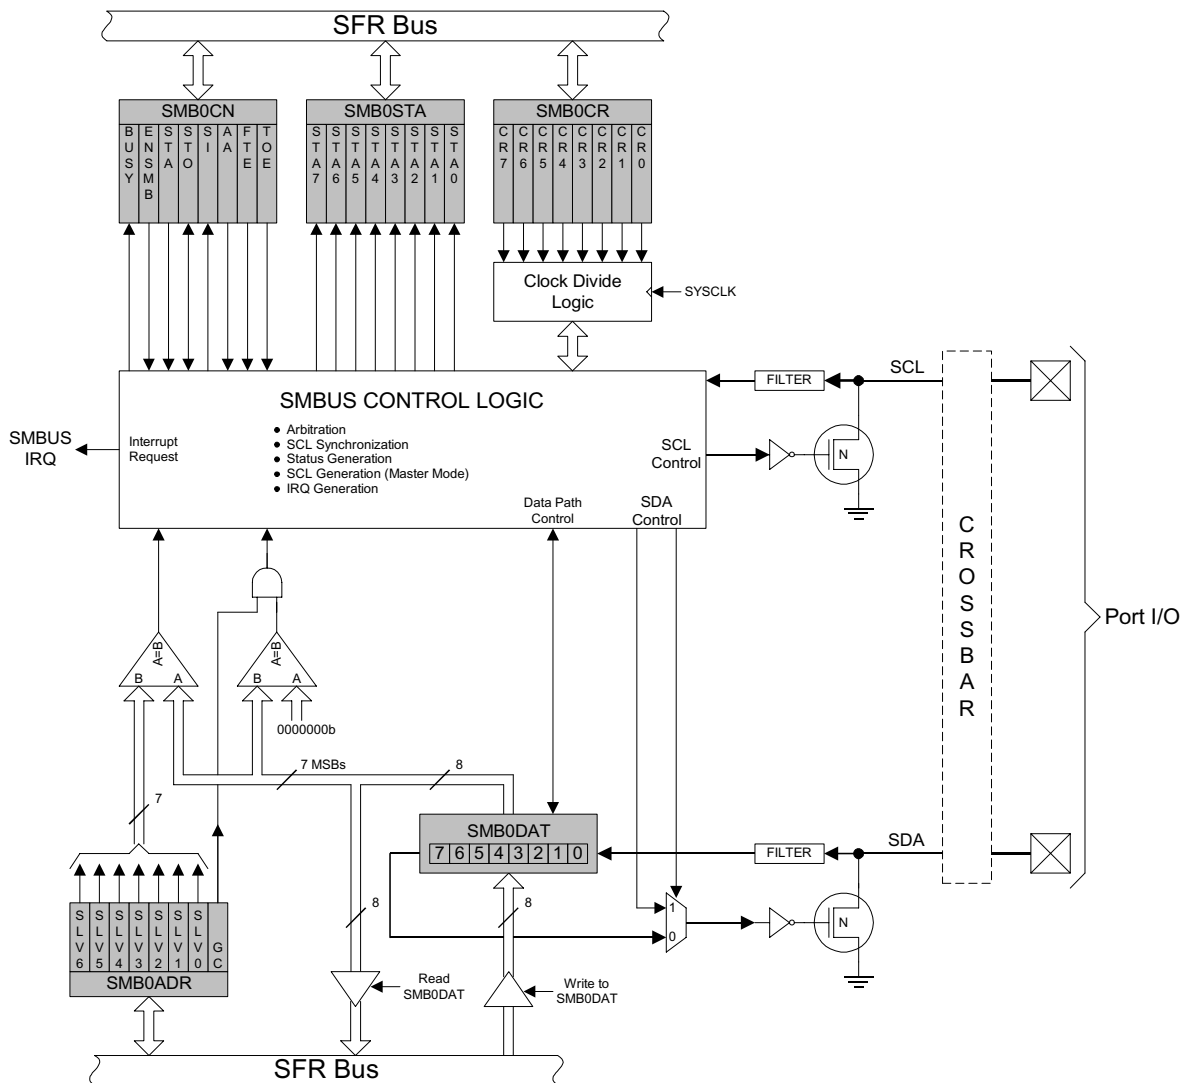 SFR Bus
SMB0CN
SMB0STA
SMB0CR
BUSY
ENSMB
STA
STO
SI
AA
FTE
TOE
STA7
STA6
STA5
STA4
STA3
STA2
STA1
STA0
CR7
CR6
CR5
CR4
CR3
CR2
CR1
CR0
Clock Divide
Logic
SYSCLK
SMBUS CONTROL LOGIC
Arbitration
SCL Synchronization
Status Generation
SCL Generation (Master Mode)
IRQ Generation
SMBUS
IRQ
Interrupt
Request
SCL
Control
Data Path
Control
SDA
Control
FILTER
SCL
N
CROSSBAR
Port I/O
A=B
B
A
A=B
B
A
0000000b
7 MSBs
8
7
SMB0DAT
7 6 5 4 3 2 1 0
FILTER
SDA
1
0
N
8
8
SLV6
SLV5
SLV4
SLV3
SLV2
SLV1
SLV0
GC
SMB0ADR
Read
SMB0DAT
Write to
SMB0DAT
SFR Bus